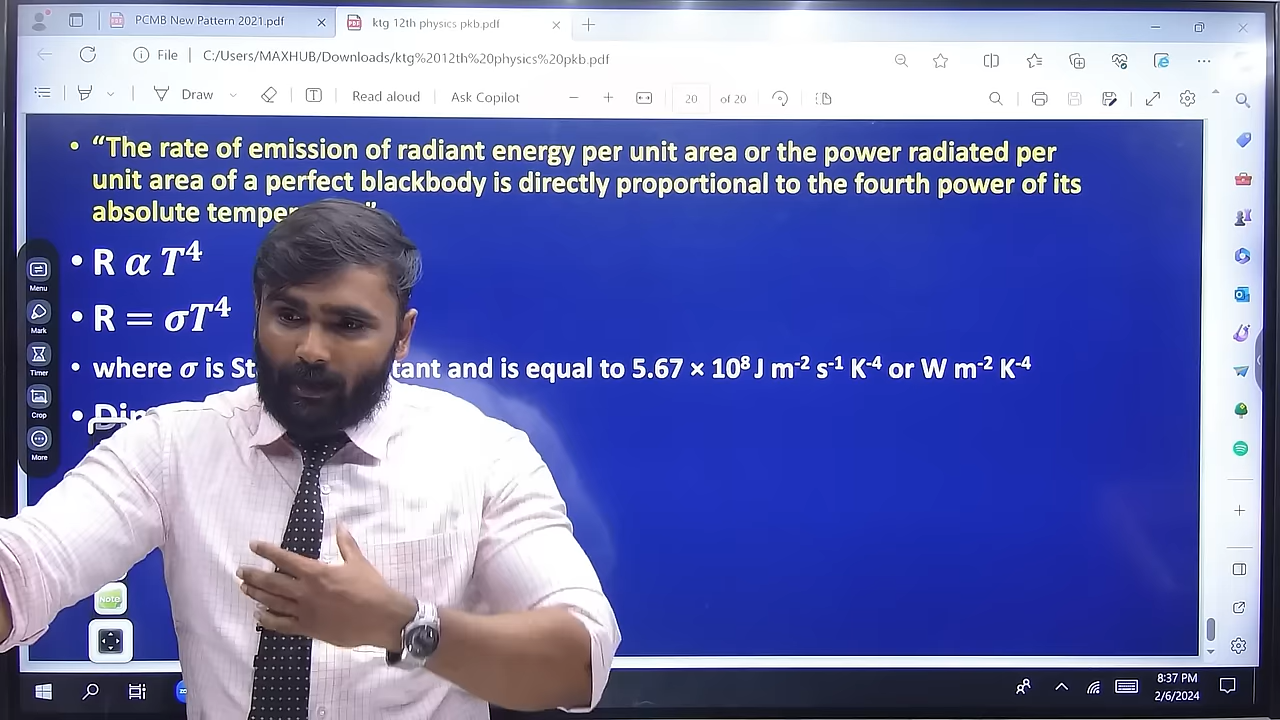 PCMB New Pattern 2021.pdf
ktg 12th physics pkb.pdf
File
C:/Users/MAXHUB/Downloads/ktg%2012th%20physics%20pkb.pdf
Draw
Read aloud
Ask Copilot
20
of 20
• “The rate of emission of radiant energy per unit area or the power radiated per
unit area of a perfect blackbody is directly proportional to the fourth power of its
absolute
• R α T⁴
• R = σT⁴
• where σ is and is equal to 5.67 × 10⁸ J m⁻² s⁻¹ K⁻⁴ or W m⁻² K⁻⁴
Menu
Mark
Timer
Crop
More
Note
8:37 PM
2/6/2024